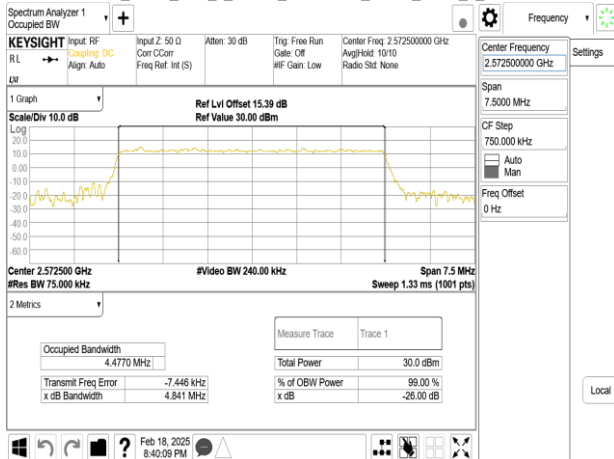 Spectrum Analyzer 1
Occupied BW
KEYSIGHT
RL
Input: RF
Coupling: DC
Align: Auto
Input Z: 50 Ω
Corr CCorr
Freq Ref: Int (S)
Atten: 30 dB
Trig: Free Run
Gate: Off
#IF Gain: Low
Center Freq: 2.572500000 GHz
Avg|Hold: 10/10
Radio Std: None
1 Graph
Scale/Div 10.0 dB
Ref Lvl Offset 15.39 dB
Ref Value 30.00 dBm
Log
20.0
10.0
0.00
-10.0
-20.0
-30.0
-40.0
-50.0
-60.0
Center 2.572500 GHz
#Res BW 75.000 kHz
#Video BW 240.00 kHz
Span 7.5 MHz
Sweep 1.33 ms (1001 pts)
2 Metrics
Measure Trace
Trace 1
Occupied Bandwidth
4.4770 MHz
Total Power
30.0 dBm
Transmit Freq Error
-7.446 kHz
% of OBW Power
99.00 %
x dB Bandwidth
4.841 MHz
x dB
-26.00 dB
Feb 18, 2025
8:40:09 PM
Frequency
Center Frequency
2.572500000 GHz
Settings
Span
7.5000 MHz
CF Step
750.000 kHz
Auto
Man
Freq Offset
0 Hz
Local